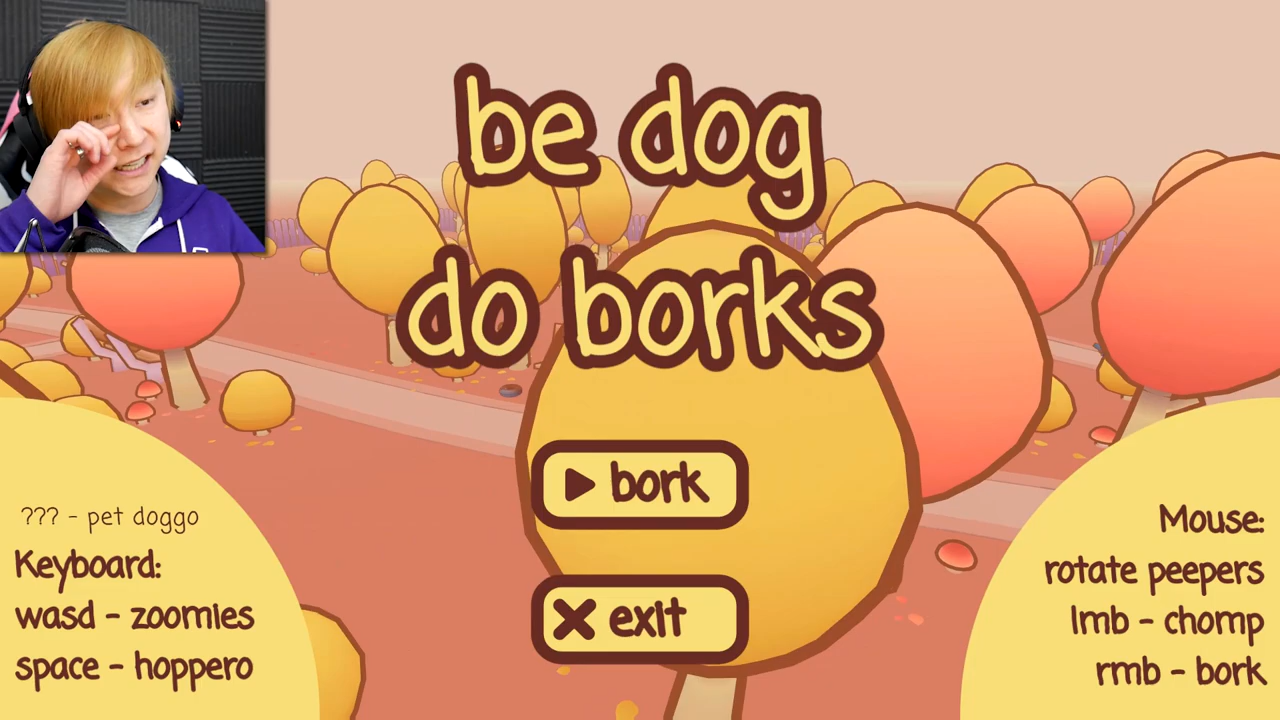 be dog
do borks
bork
exit
??? - pet doggo
Keyboard:
wasd - zoomies
space - hoppero
Mouse:
rotate peepers
lmb - chomp
rmb - bork